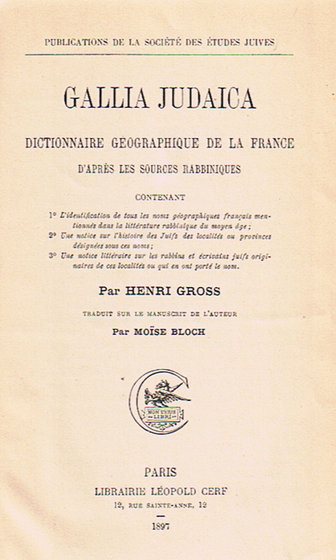 PUBLICATIONS DE LA SOCIÉTÉ DES ÉTUDES JUIVES
GALLIA JUDAICA
DICTIONNAIRE GÉOGRAPHIQUE DE LA FRANCE
D'APRÈS LES SOURCES RABBINIQUES
CONTENANT
1° L'identification de tous les noms géographiques français men-
tionnés dans la littérature rabbinique du moyen âge;
2° Une notice sur l'histoire des Juifs des localités ou provinces
désignées sous ces noms;
3° Une notice littéraire sur les rabbins et écrivains juifs origi-
naires de ces localités ou qui en ont porté le nom.
Par HENRI GROSS
TRADUIT SUR LE MANUSCRIT DE L'AUTEUR
Par MOÏSE BLOCH
PARIS
LIBRAIRIE LÉOPOLD CERF
12, RUE SAINTE-ANNE, 12
1897